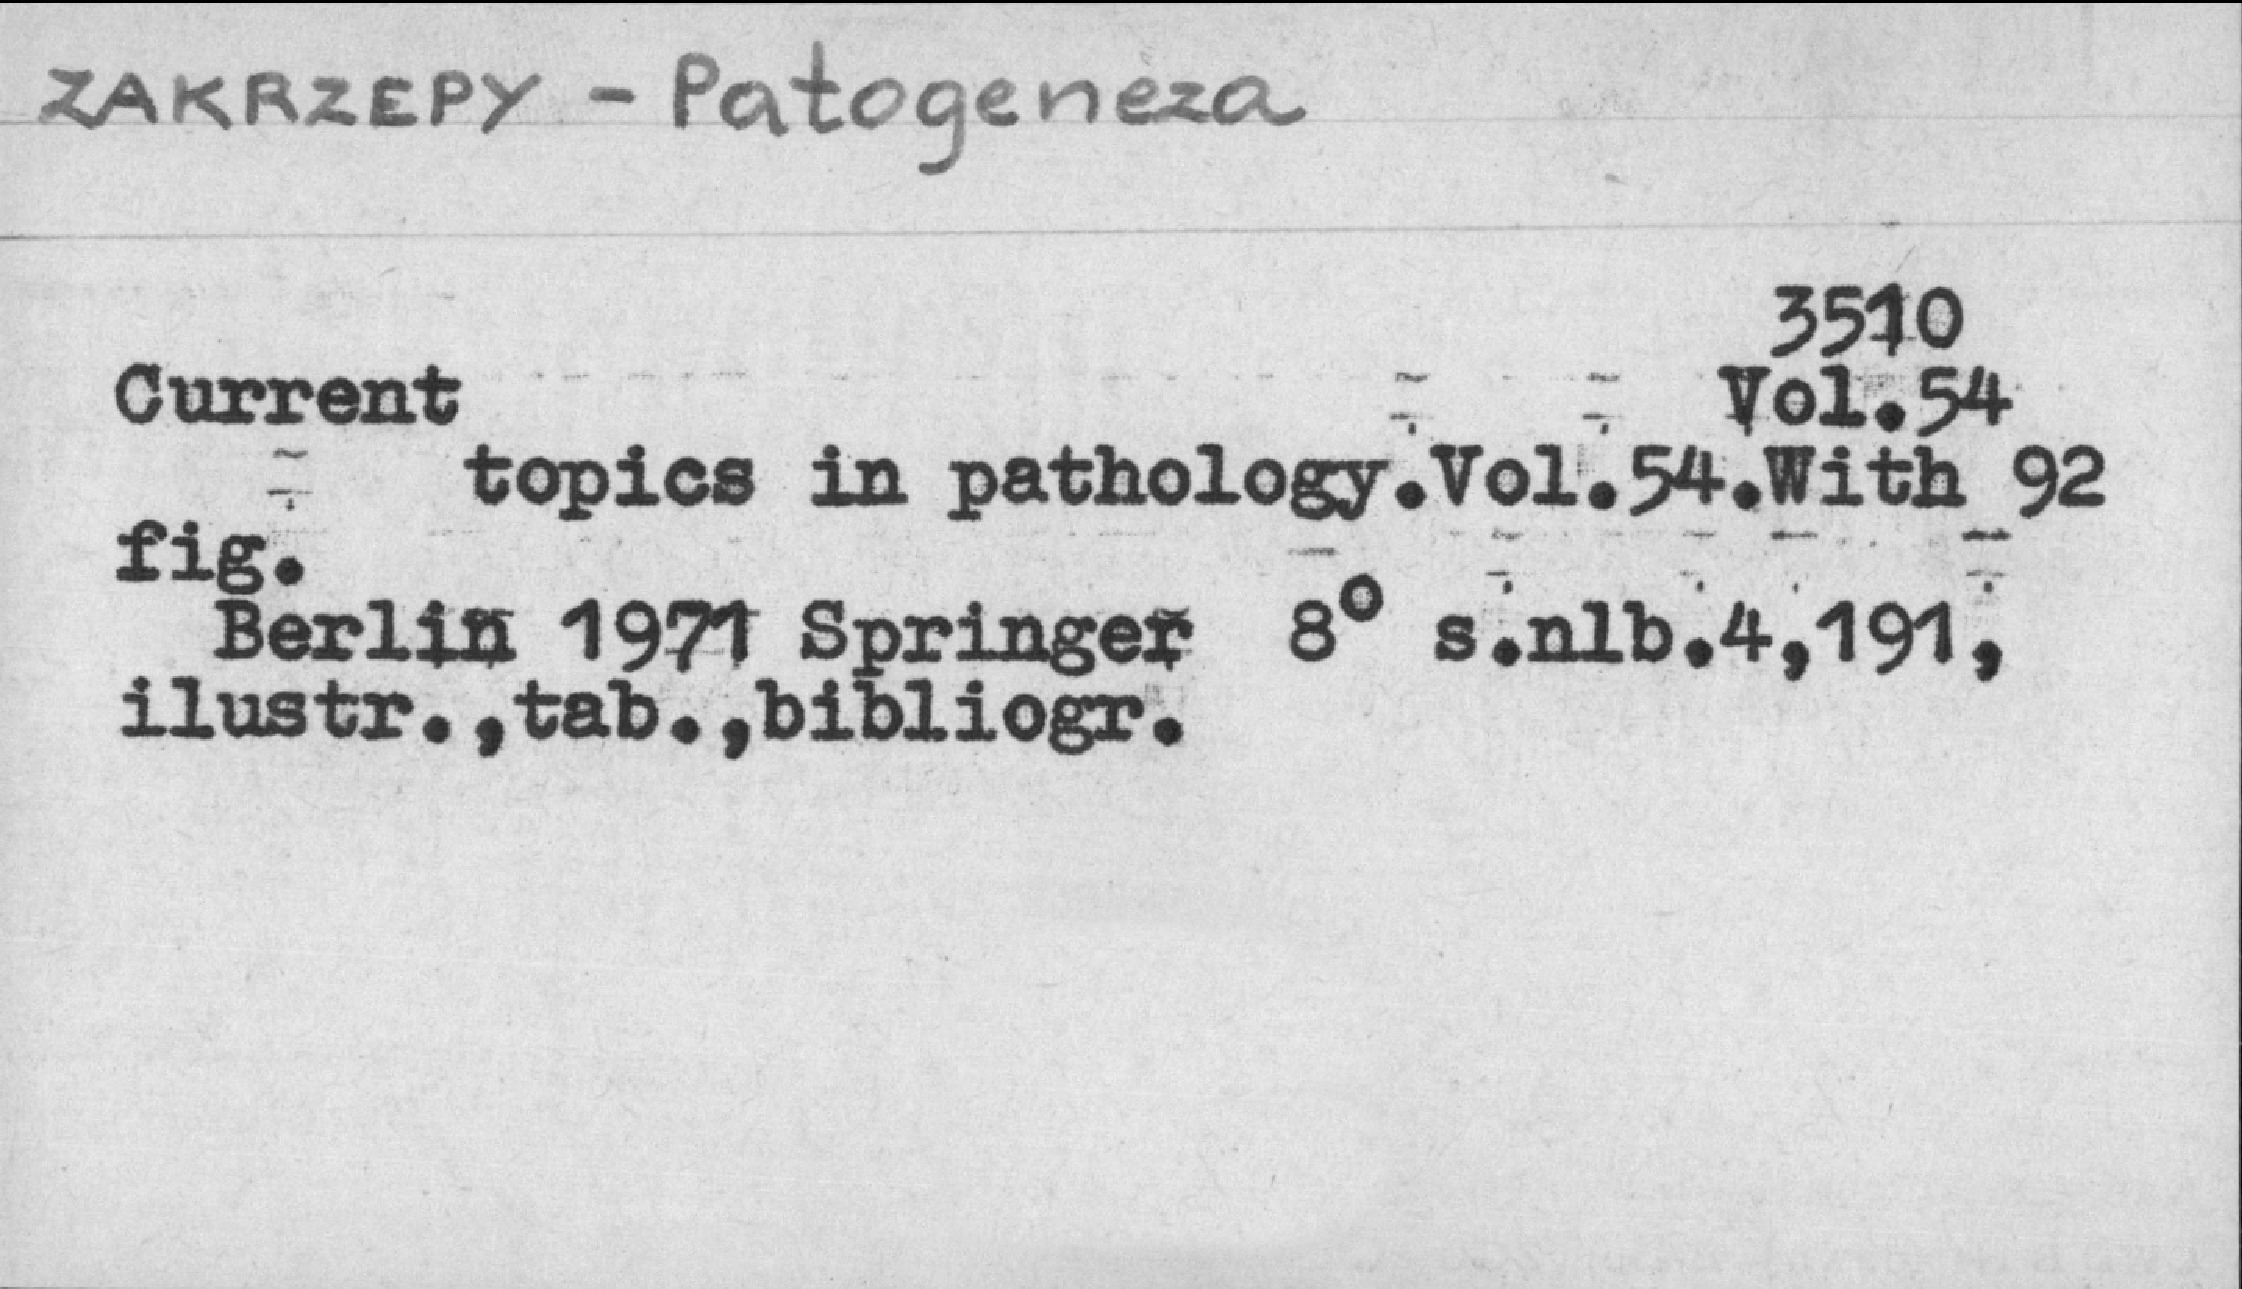 ZAKRZEPY - Patogeneza
3510
Current Vol.54
topics in pathology.Vol.54.With 92
fig.
Berlin 1971 Springer 8° s.nlb.4,191,
ilustr.,tab.,bibliogr.